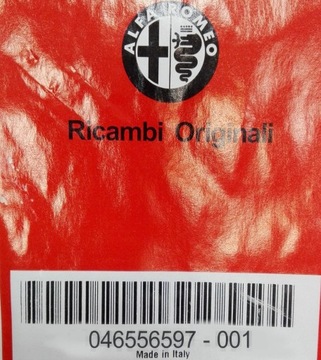 ALFA ROMEO
Ricambi Originali
046556597 - 001
Made in Italy